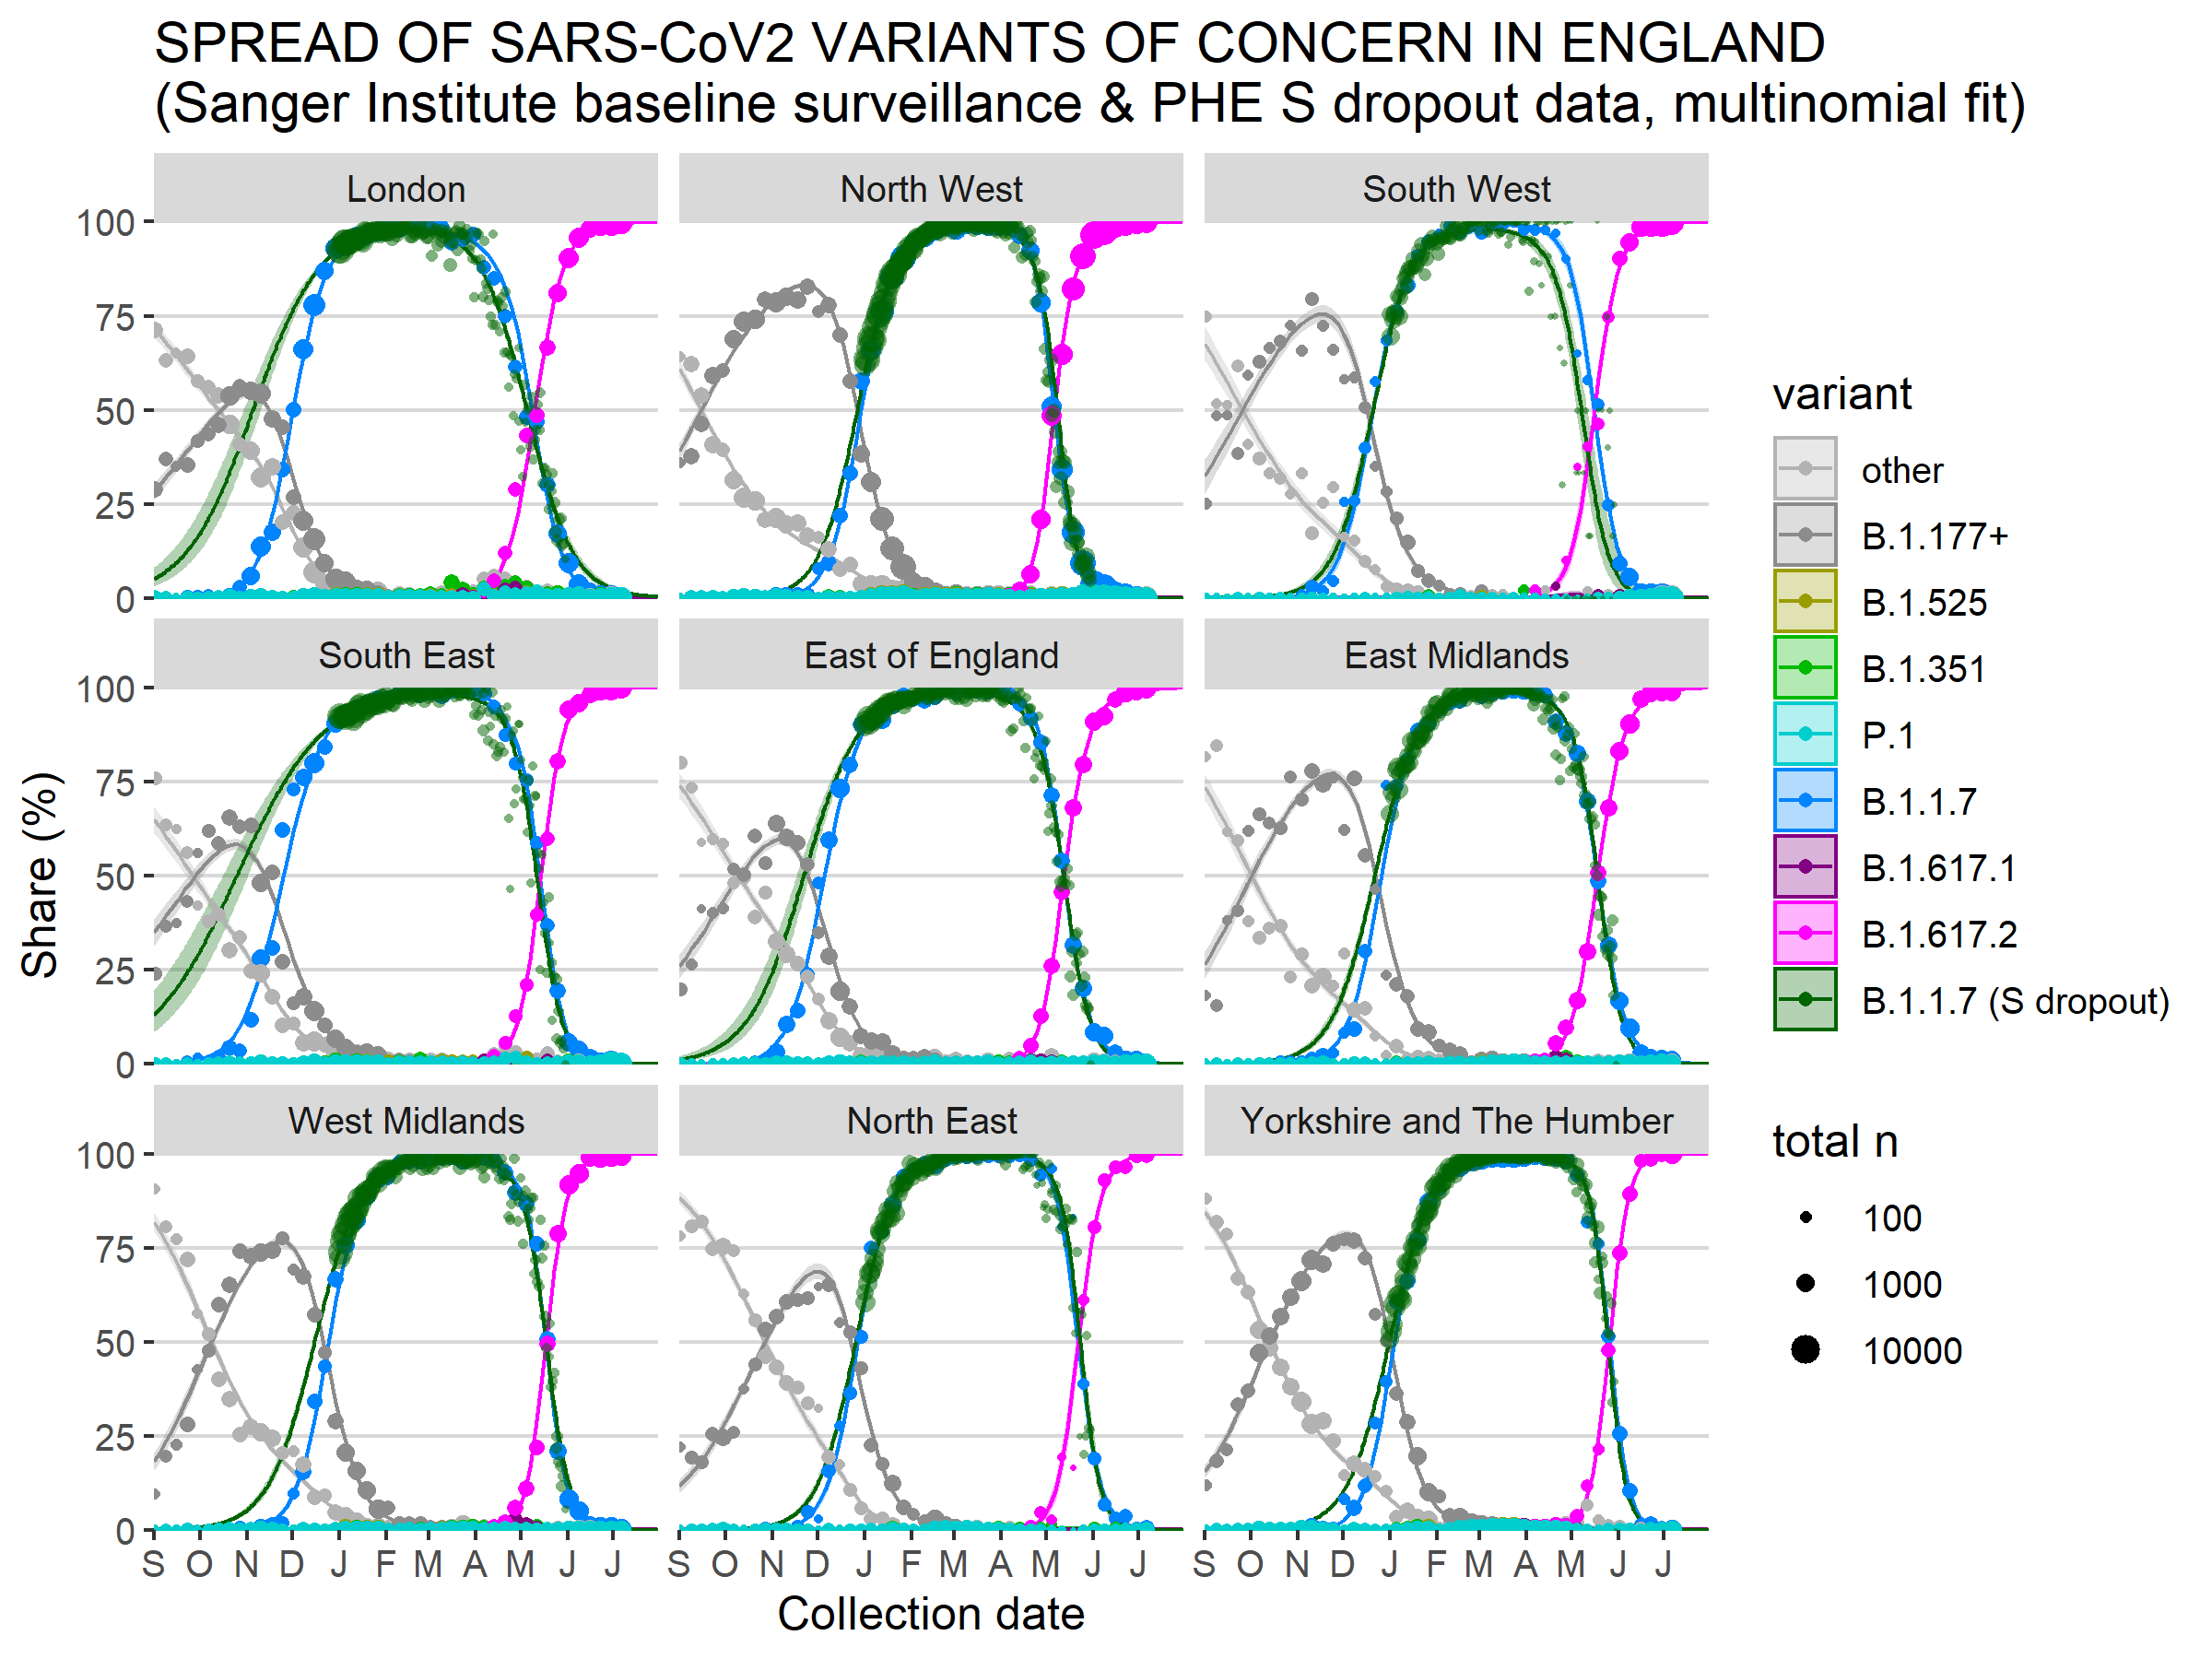 SPREAD OF SARS-CoV2 VARIANTS OF CONCERN IN ENGLAND
(Sanger Institute baseline surveillance & PHE S dropout data, multinomial fit)
London
North West
South West
100
75
50
25
0
South East
East of England
East Midlands
100
75
50
25
0
West Midlands
North East
Yorkshire and The Humber
100
75
50
25
0
S O N D J F M A M J J
S O N D J F M A M J J
S O N D J F M A M J J
Share (%)
Collection date
variant
other
B.1.177+
B.1.525
B.1.351
P.1
B.1.1.7
B.1.617.1
B.1.617.2
B.1.1.7 (S dropout)
total n
100
1000
10000